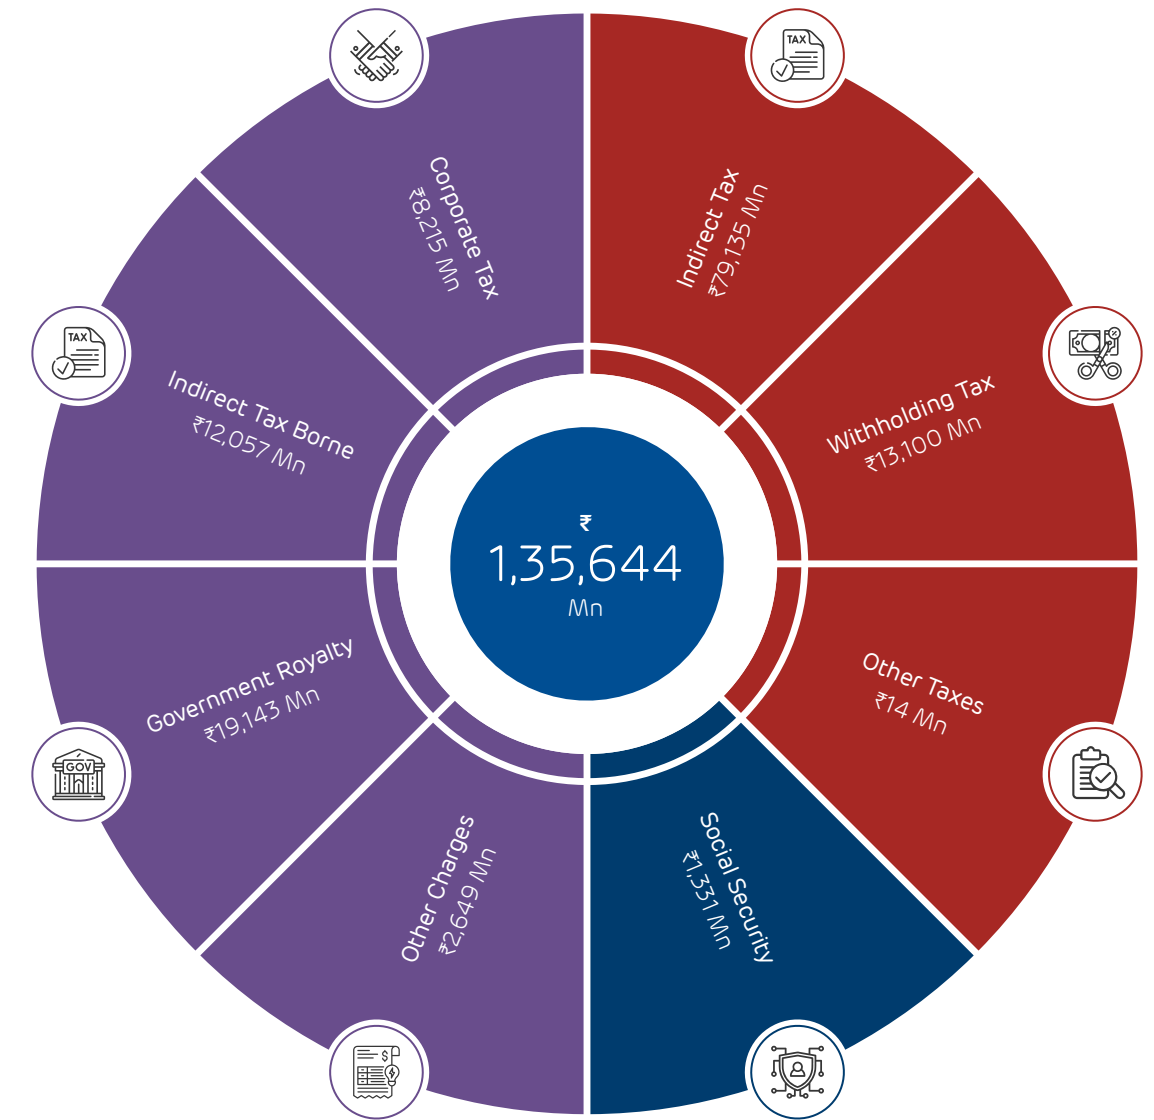 TAX
Indirect Tax
₹79,135 Mn
Withholding Tax
₹13,100 Mn
Other Taxes
₹14 Mn
Social Security
₹1,331 Mn
Other Charges
₹2,649 Mn
GOV
Government Royalty
₹19,143 Mn
TAX
Indirect Tax Borne
₹12,057 Mn
Corporate Tax
₹8,215 Mn
₹
1,35,644
Mn